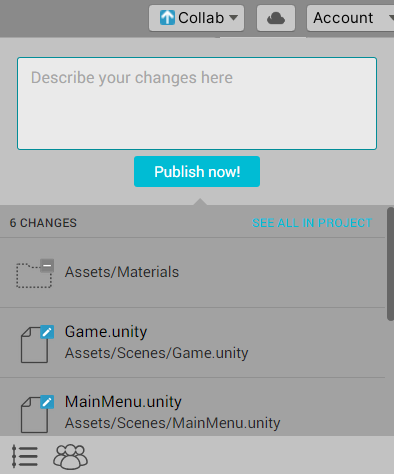 Collab
Account
Describe your changes here
Publish now!
6 CHANGES
SEE ALL IN PROJECT
Assets/Materials
Game.unity
Assets/Scenes/Game.unity
MainMenu.unity
Assets/Scenes/MainMenu.unity